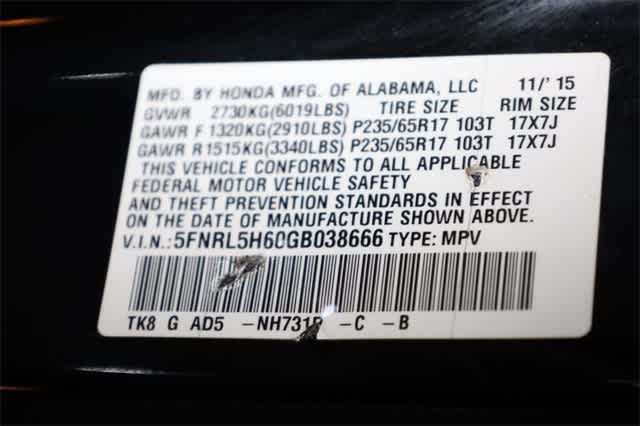 MFD. BY HONDA MFG. OF ALABAMA, LLC 11/'15
GVWR 2730KG(6019LBS) TIRE SIZE RIM SIZE
GAWR F 1320KG(2910LBS) P235/65R17 103T 17X7J
GAWR R1515KG(3340LBS) P235/65R17 103T 17X7J
THIS VEHICLE CONFORMS TO ALL APPLICABLE
FEDERAL MOTOR VEHICLE SAFETY
AND THEFT PREVENTION STANDARDS IN EFFECT
ON THE DATE OF MANUFACTURE SHOWN ABOVE.
V.I.N.: 5FNRL5H60GB038666 TYPE: MPV
TK8 G AD5 -NH731P -C -B